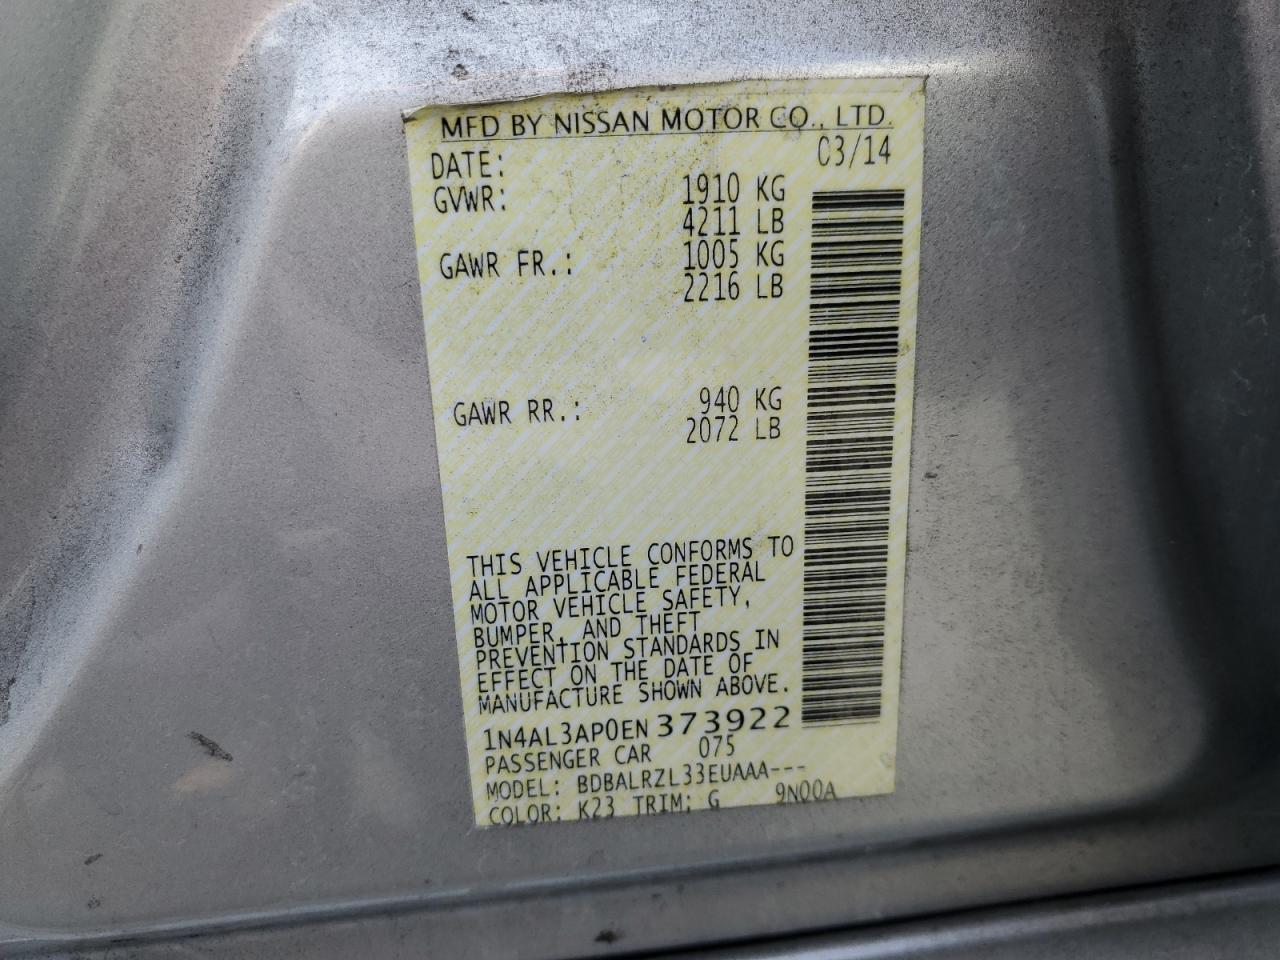 MFD BY NISSAN MOTOR CO., LTD.
DATE: 03/14
GVWR: 1910 KG
4211 LB
GAWR FR.: 1005 KG
2216 LB
GAWR RR.: 940 KG
2072 LB
THIS VEHICLE CONFORMS TO
ALL APPLICABLE FEDERAL
MOTOR VEHICLE SAFETY,
BUMPER, AND THEFT
PREVENTION STANDARDS IN
EFFECT ON THE DATE OF
MANUFACTURE SHOWN ABOVE.
1N4AL3AP0EN 373922
PASSENGER CAR 075
MODEL: BDBALRZL33EUAAA---
COLOR: K23 TRIM: G 9N00A